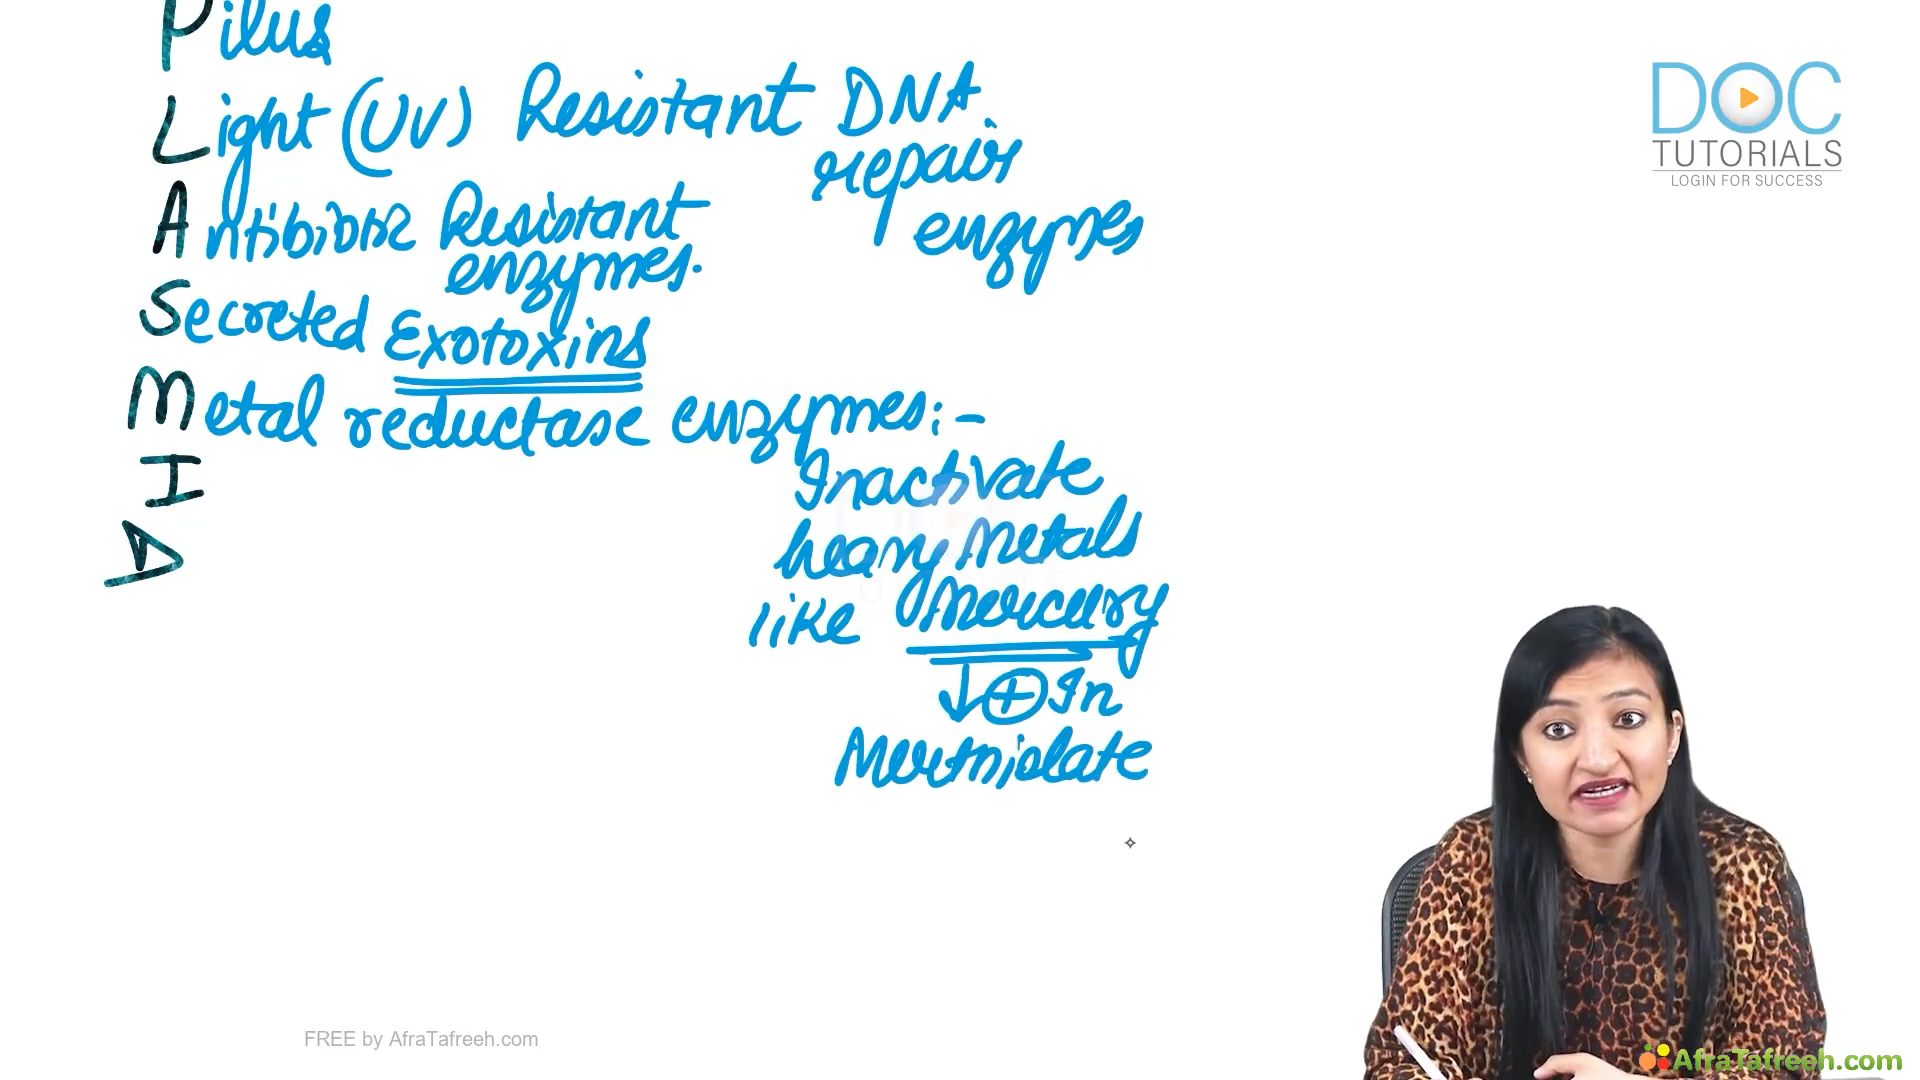 Pilus
Light (UV) Resistant DNA
repair
enzymes
Antibiotic Resistant
enzymes.
Secreted Exotoxins
Metal reductase enzymes:-
Inactivate
heavy Metals
like Mercury
↓ ⊕ In
Merthiolate
I
D
DOC
TUTORIALS
LOGIN FOR SUCCESS
FREE by AfraTafreeh.com
AfraTafreeh.com